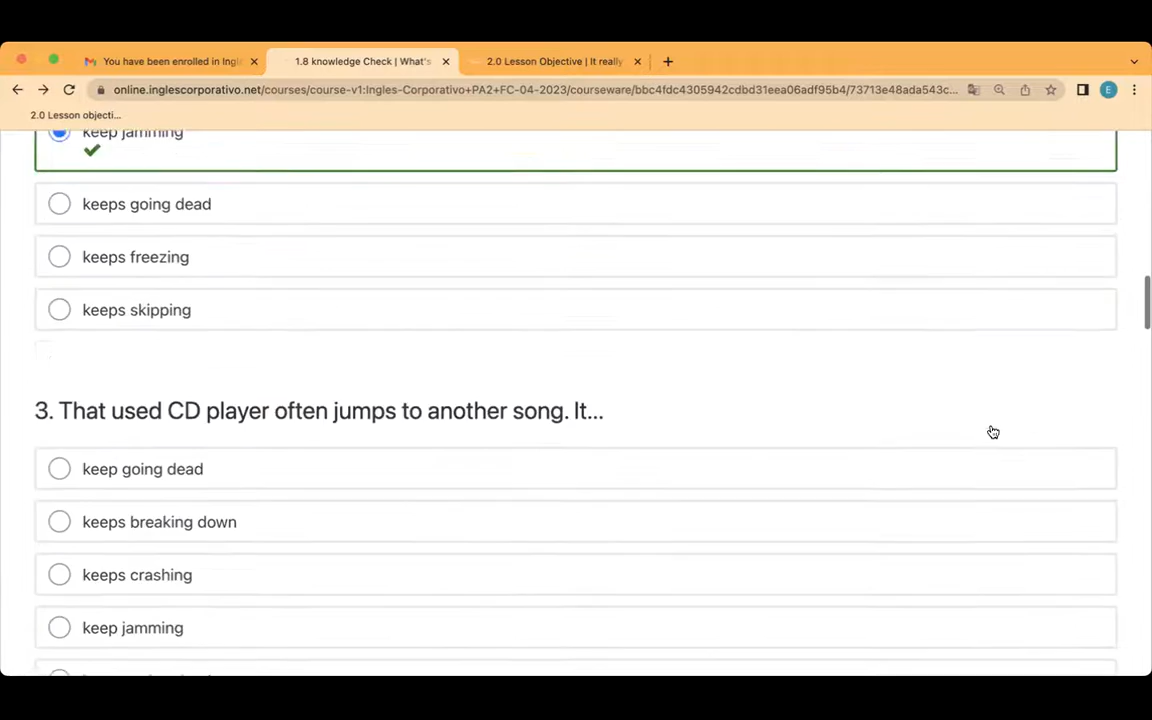 You have been enrolled in Ingl
1.8 knowledge Check | What's
2.0 Lesson Objective | It really
online.inglescorporativo.net/courses/course-v1:Ingles-Corporativo+PA2+FC-04-2023/courseware/bbc4fdc4305942cdbd31eea06adf95b4/73713e48ada543c...
E
2.0 Lesson objecti...
keep jamming
keeps going dead
keeps freezing
keeps skipping
3. That used CD player often jumps to another song. It...
keep going dead
keeps breaking down
keeps crashing
keep jamming